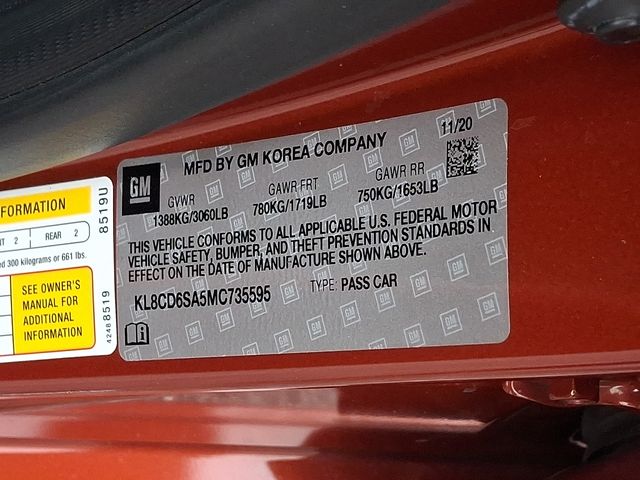 MFD BY GM KOREA COMPANY
11/20
GM
GVWR
GAWR FRT
GAWR RR
1388KG/3060LB
780KG/1719LB
750KG/1653LB
THIS VEHICLE CONFORMS TO ALL APPLICABLE U.S. FEDERAL MOTOR
VEHICLE SAFETY, BUMPER, AND THEFT PREVENTION STANDARDS IN
EFFECT ON THE DATE OF MANUFACTURE SHOWN ABOVE.
KL8CD6SA5MC735595
TYPE: PASS CAR
2
REAR 2
300 kilograms or 661 lbs.
SEE OWNER'S
MANUAL FOR
ADDITIONAL
INFORMATION
8519U
42488519